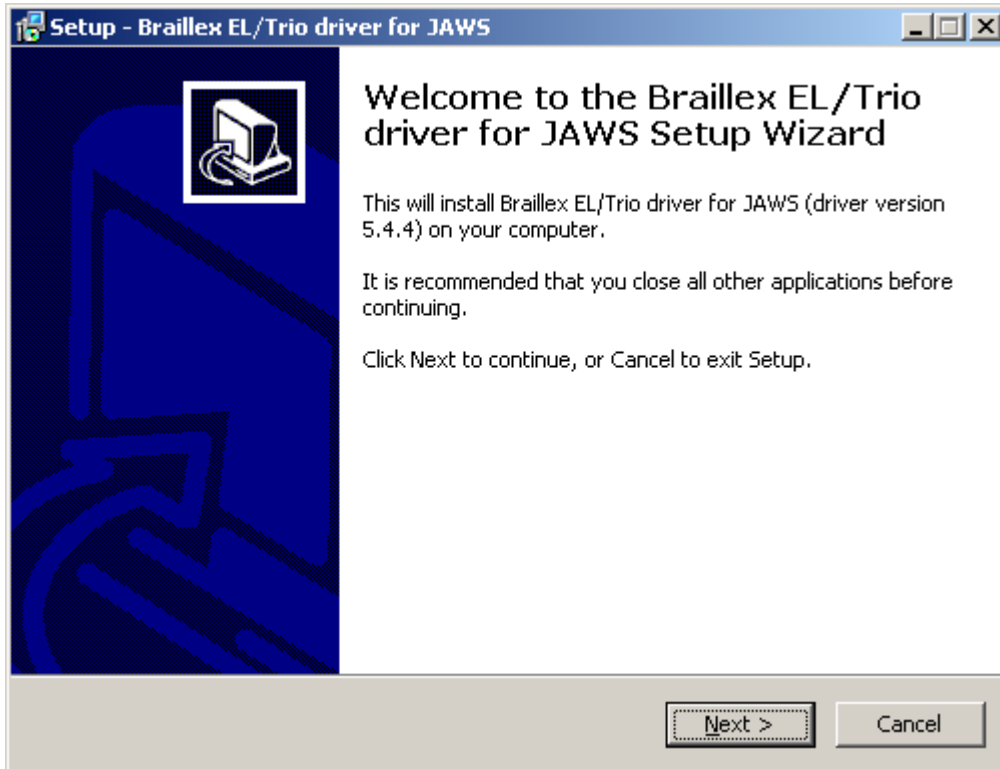 Setup - Braillex EL/Trio driver for JAWS
Welcome to the Braillex EL/Trio
driver for JAWS Setup Wizard
This will install Braillex EL/Trio driver for JAWS (driver version
5.4.4) on your computer.
It is recommended that you close all other applications before
continuing.
Click Next to continue, or Cancel to exit Setup.
Next >
Cancel